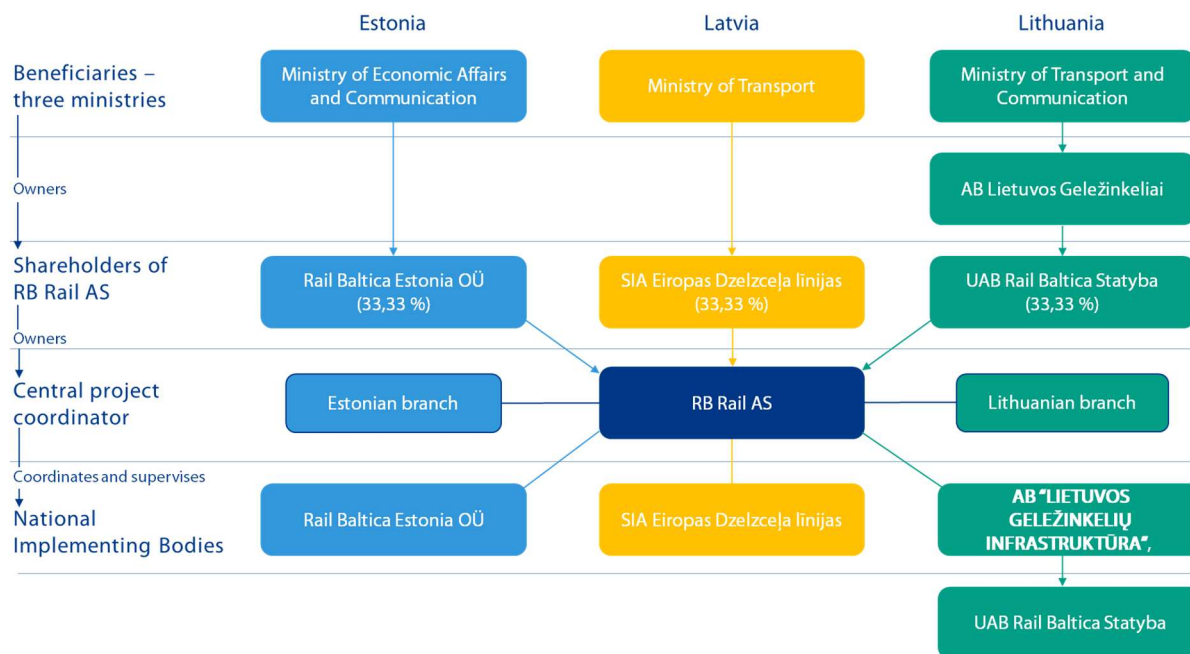 Estonia
Latvia
Lithuania
Beneficiaries –
three ministries
Ministry of Economic Affairs
and Communication
Ministry of Transport
Ministry of Transport and
Communication
Owners
AB Lietuvos Geležinkeliai
Shareholders of
RB Rail AS
Rail Baltica Estonia OÜ
(33,33 %)
SIA Eiropas Dzelzceļa līnijas
(33,33 %)
UAB Rail Baltica Statyba
(33,33 %)
Owners
Central project
coordinator
Estonian branch
RB Rail AS
Lithuanian branch
Coordinates and supervises
National
Implementing Bodies
Rail Baltica Estonia OÜ
SIA Eiropas Dzelzceļa līnijas
AB "LIETUVOS
GELEŽINKELIŲ
INFRASTRUKTŪRA",
UAB Rail Baltica Statyba